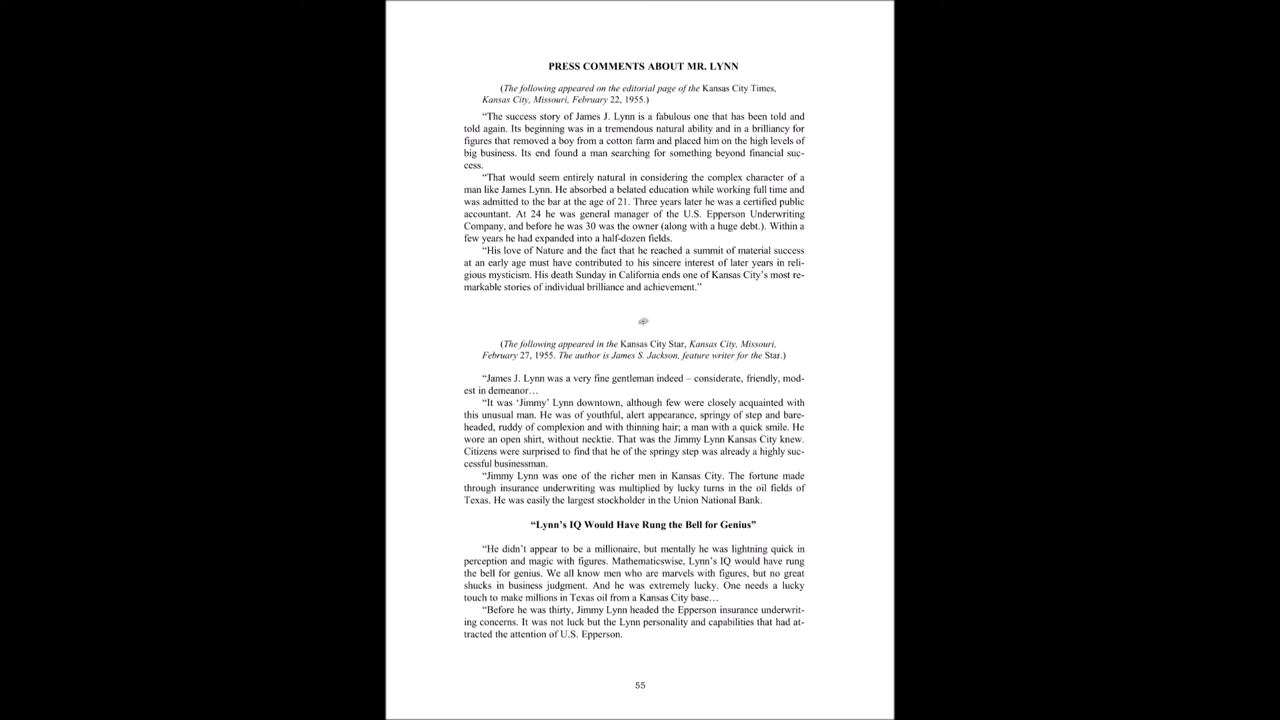 PRESS COMMENTS ABOUT MR. LYNN
(The following appeared on the editorial page of the Kansas City Times,
Kansas City, Missouri, February 22, 1955.)
“The success story of James J. Lynn is a fabulous one that has been told and
told again. Its beginning was in a tremendous natural ability and in a brilliancy for
figures that removed a boy from a cotton farm and placed him on the high levels of
big business. Its end found a man searching for something beyond financial suc-
cess.
“That would seem entirely natural in considering the complex character of a
man like James Lynn. He absorbed a belated education while working full time and
was admitted to the bar at the age of 21. Three years later he was a certified public
accountant. At 24 he was general manager of the U.S. Epperson Underwriting
Company, and before he was 30 was the owner (along with a huge debt.). Within a
few years he had expanded into a half-dozen fields.
“His love of Nature and the fact that he reached a summit of material success
at an early age must have contributed to his sincere interest of later years in reli-
gious mysticism. His death Sunday in California ends one of Kansas City’s most re-
markable stories of individual brilliance and achievement.”
(The following appeared in the Kansas City Star, Kansas City, Missouri,
February 27, 1955. The author is James S. Jackson, feature writer for the Star.)
“James J. Lynn was a very fine gentleman indeed – considerate, friendly, mod-
est in demeanor…
“It was ‘Jimmy’ Lynn downtown, although few were closely acquainted with
this unusual man. He was of youthful, alert appearance, springy of step and bare-
headed, ruddy of complexion and with thinning hair; a man with a quick smile. He
wore an open shirt, without necktie. That was the Jimmy Lynn Kansas City knew.
Citizens were surprised to find that he of the springy step was already a highly suc-
cessful businessman.
“Jimmy Lynn was one of the richer men in Kansas City. The fortune made
through insurance underwriting was multiplied by lucky turns in the oil fields of
Texas. He was easily the largest stockholder in the Union National Bank.
“Lynn’s IQ Would Have Rung the Bell for Genius”
“He didn’t appear to be a millionaire, but mentally he was lightning quick in
perception and magic with figures. Mathematicswise, Lynn’s IQ would have rung
the bell for genius. We all know men who are marvels with figures, but no great
shucks in business judgment. And he was extremely lucky. One needs a lucky
touch to make millions in Texas oil from a Kansas City base…
“Before he was thirty, Jimmy Lynn headed the Epperson insurance underwrit-
ing concerns. It was not luck but the Lynn personality and capabilities that had at-
tracted the attention of U.S. Epperson.
55